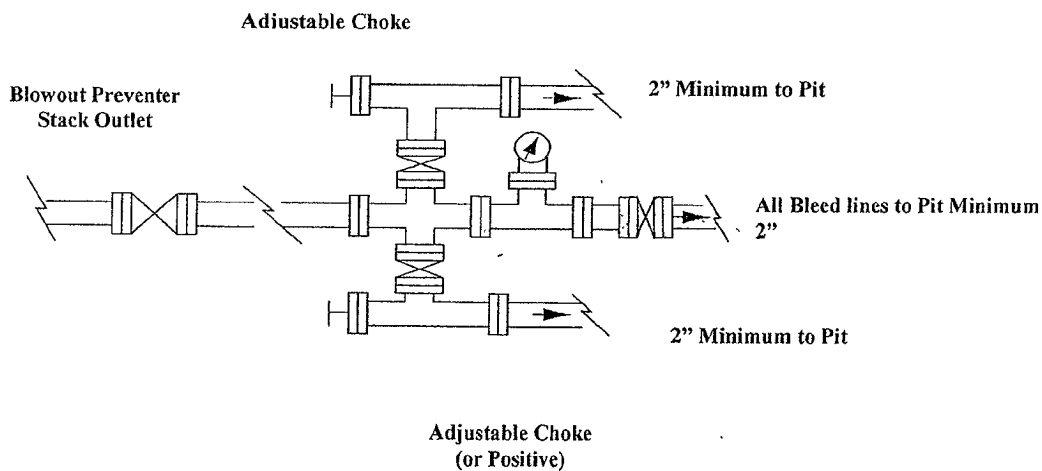 Adjustable Choke
Blowout Preventer
Stack Outlet
2” Minimum to Pit
All Bleed lines to Pit Minimum
2”
2” Minimum to Pit
Adjustable Choke
(or Positive)